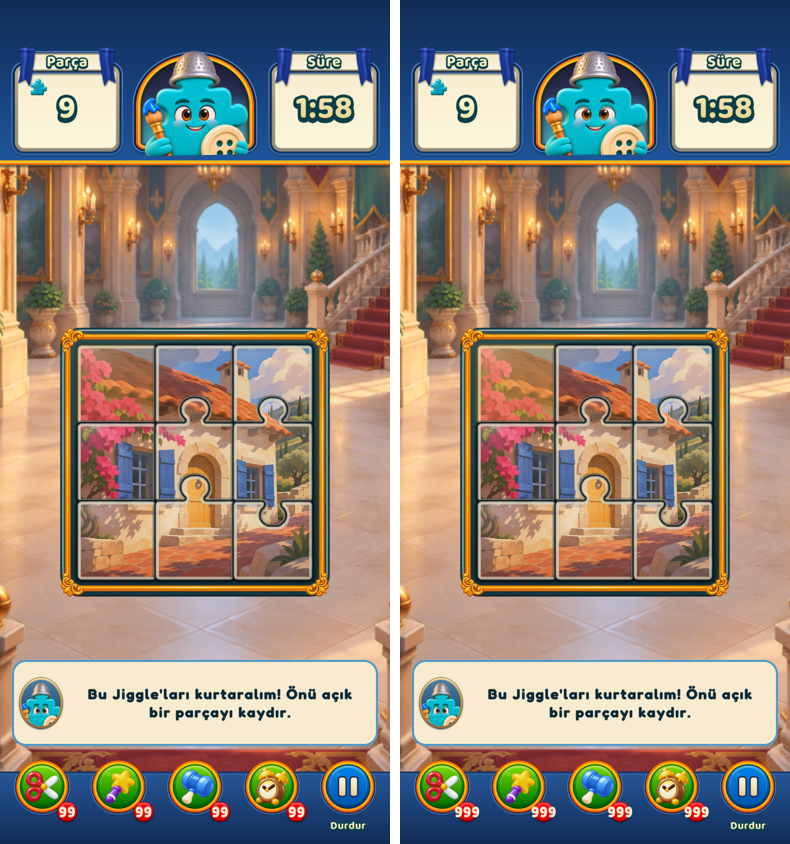 Parça
9
Süre
1:58
Bu Jiggle'ları kurtaralım! Önü açık
bir parçayı kaydır.
99
99
99
99
Durdur
Parça
9
Süre
1:58
Bu Jiggle'ları kurtaralım! Önü açık
bir parçayı kaydır.
999
999
999
999
Durdur